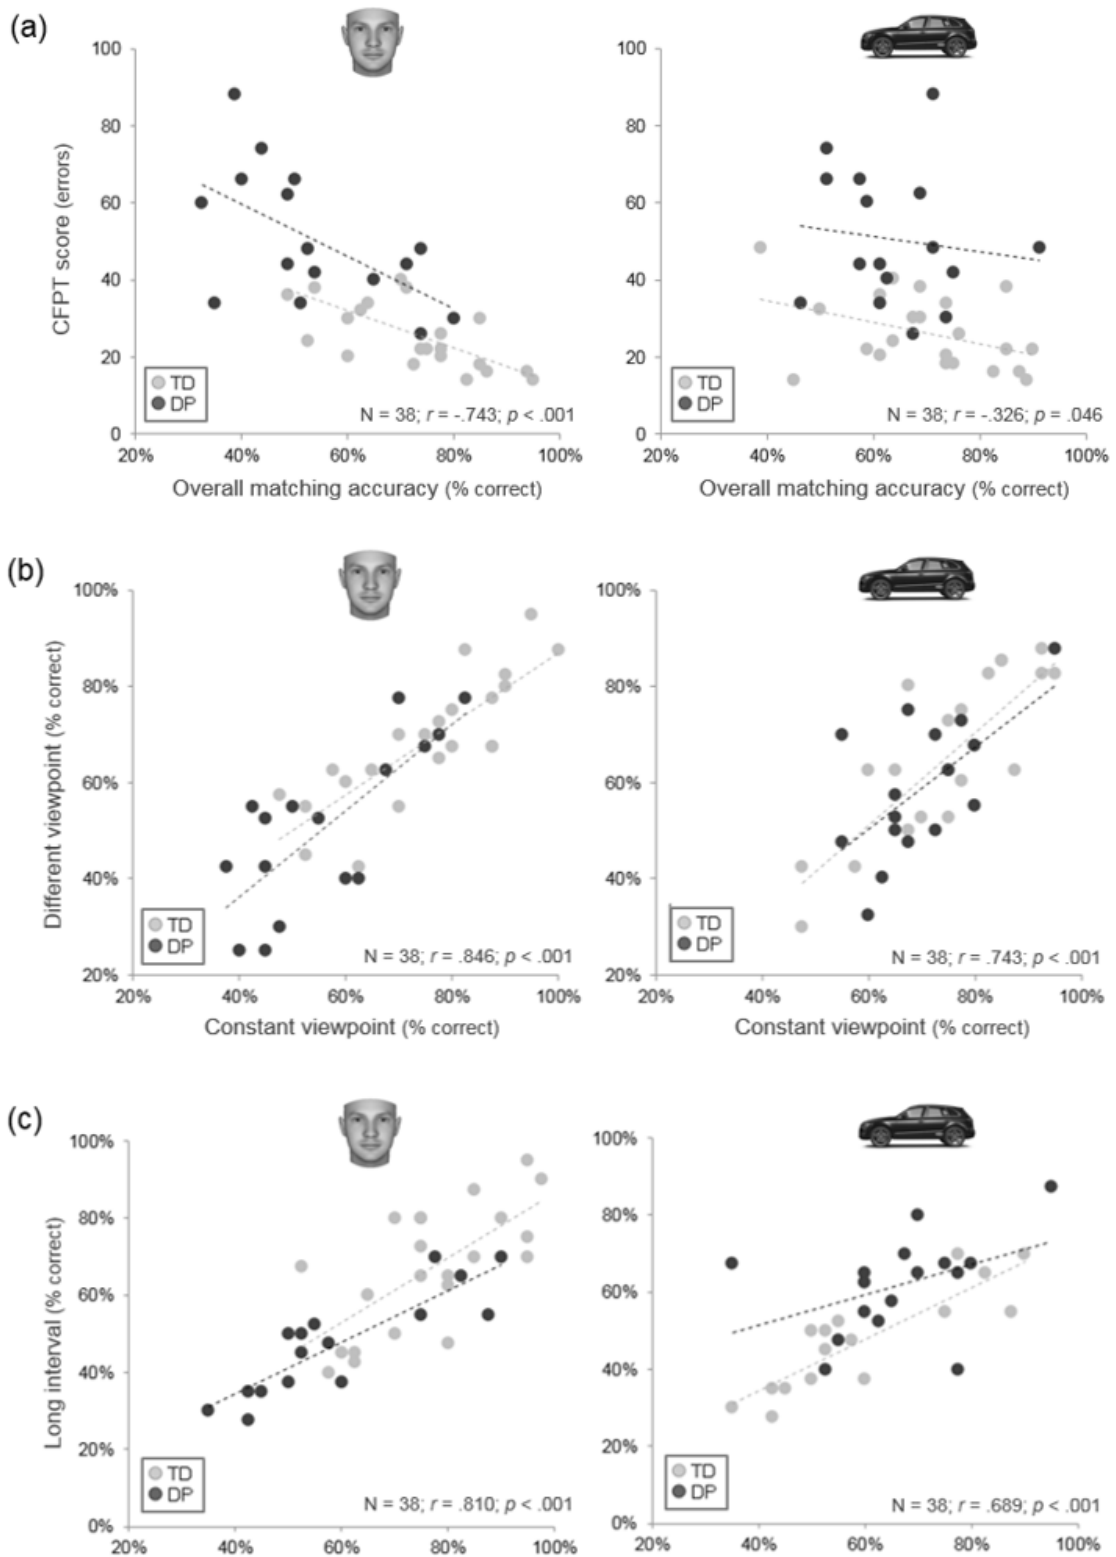 (a)
100
80
60
40
20
0
CFPT score (errors)
TD
DP
N = 38; r = -.743; p < .001
20% 40% 60% 80% 100%
Overall matching accuracy (% correct)
100
80
60
40
20
0
TD
DP
N = 38; r = -.326; p = .046
20% 40% 60% 80% 100%
Overall matching accuracy (% correct)
(b)
100%
80%
60%
40%
20%
Different viewpoint (% correct)
TD
DP
N = 38; r = .846; p < .001
20% 40% 60% 80% 100%
Constant viewpoint (% correct)
100%
80%
60%
40%
20%
TD
DP
N = 38; r = .743; p < .001
20% 40% 60% 80% 100%
Constant viewpoint (% correct)
(c)
100%
80%
60%
40%
20%
0%
Long interval (% correct)
TD
DP
N = 38; r = .810; p < .001
20% 40% 60% 80% 100%
100%
80%
60%
40%
20%
0%
TD
DP
N = 38; r = .689; p < .001
20% 40% 60% 80% 100%